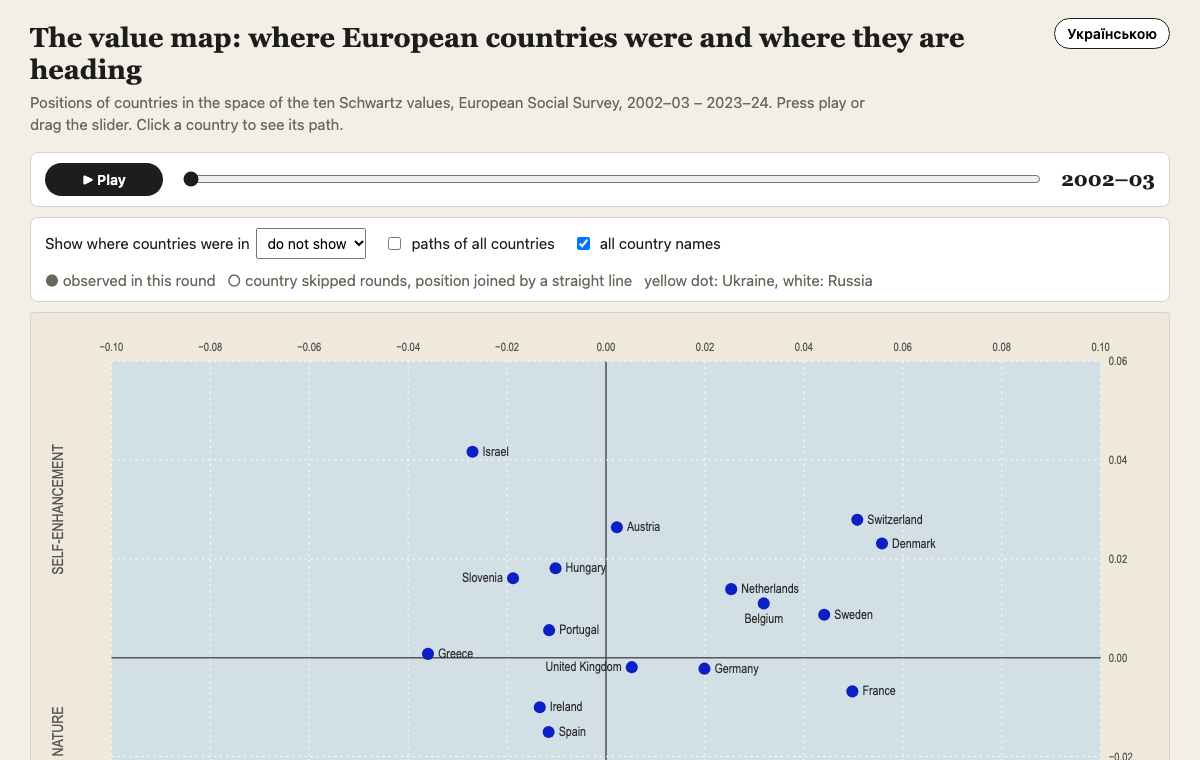 The value map: where European countries were and where they are
heading
Українською
Positions of countries in the space of the ten Schwartz values, European Social Survey, 2002–03 – 2023–24. Press play or
drag the slider. Click a country to see its path.
Play
2002–03
Show where countries were in do not show paths of all countries all country names
observed in this round country skipped rounds, position joined by a straight line yellow dot: Ukraine, white: Russia
−0.10 −0.08 −0.06 −0.04 −0.02 0.00 0.02 0.04 0.06 0.08 0.10
0.06
SELF-ENHANCEMENT
Israel
0.04
Switzerland
Austria
Denmark
0.02
Hungary
Slovenia
Netherlands
Belgium
Sweden
Portugal
Greece
0.00
United Kingdom
Germany
France
Ireland
NATURE
Spain
−0.02